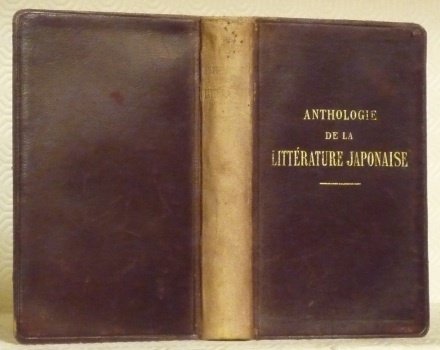 ANTHOLOGIE
DE LA
LITTÉRATURE JAPONAISE